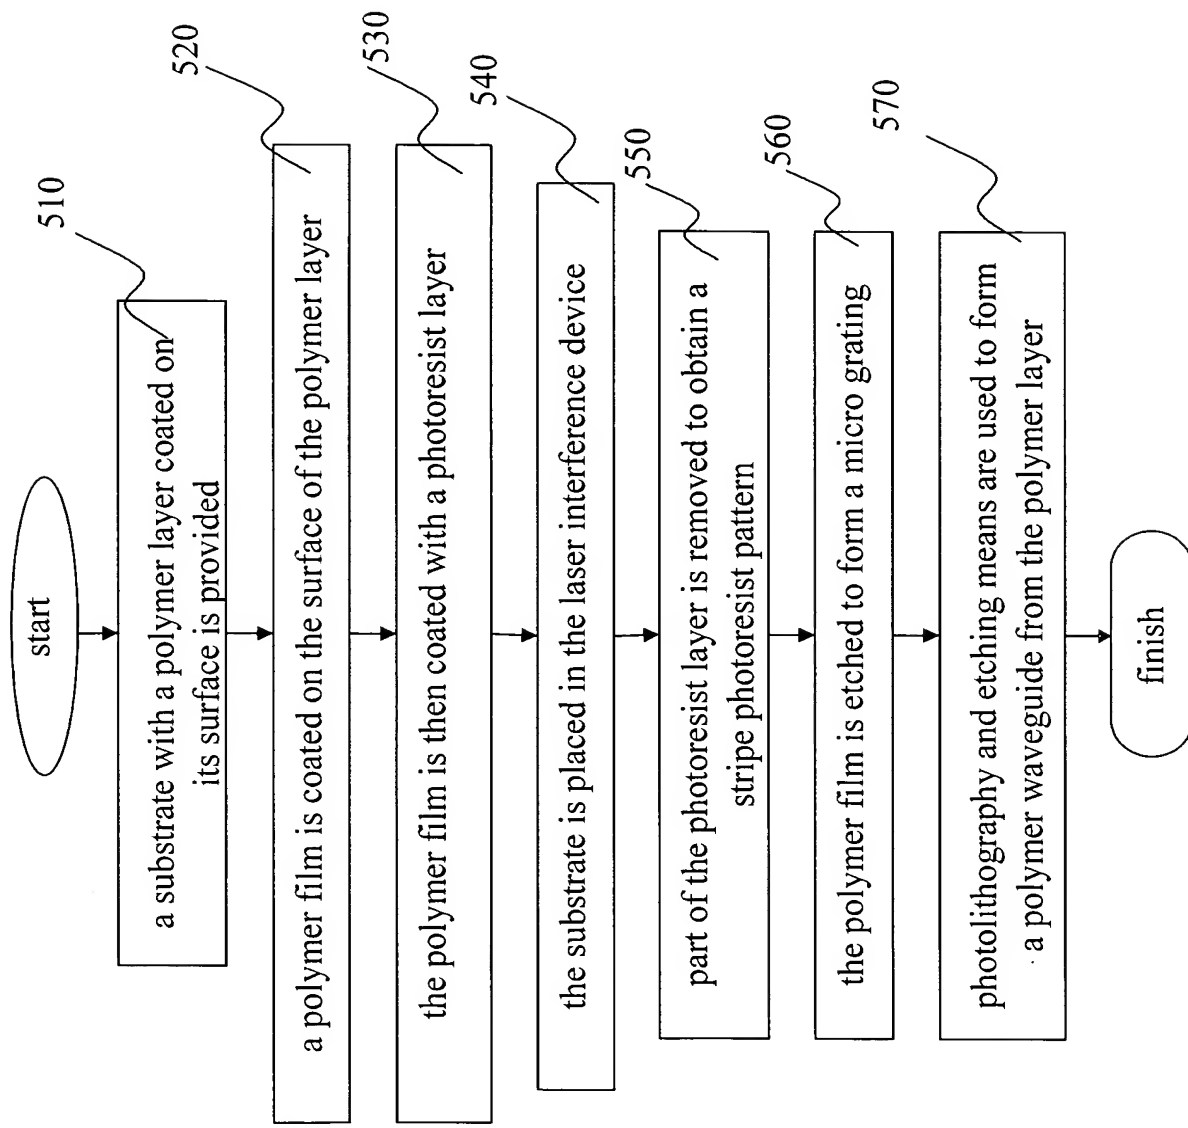 start
510
a substrate with a polymer layer coated on
its surface is provided
520
a polymer film is coated on the surface of the polymer layer
530
the polymer film is then coated with a photoresist layer
540
the substrate is placed in the laser interference device
550
part of the photoresist layer is removed to obtain a
stripe photoresist pattern
560
the polymer film is etched to form a micro grating
570
photolithography and etching means are used to form
a polymer waveguide from the polymer layer
finish